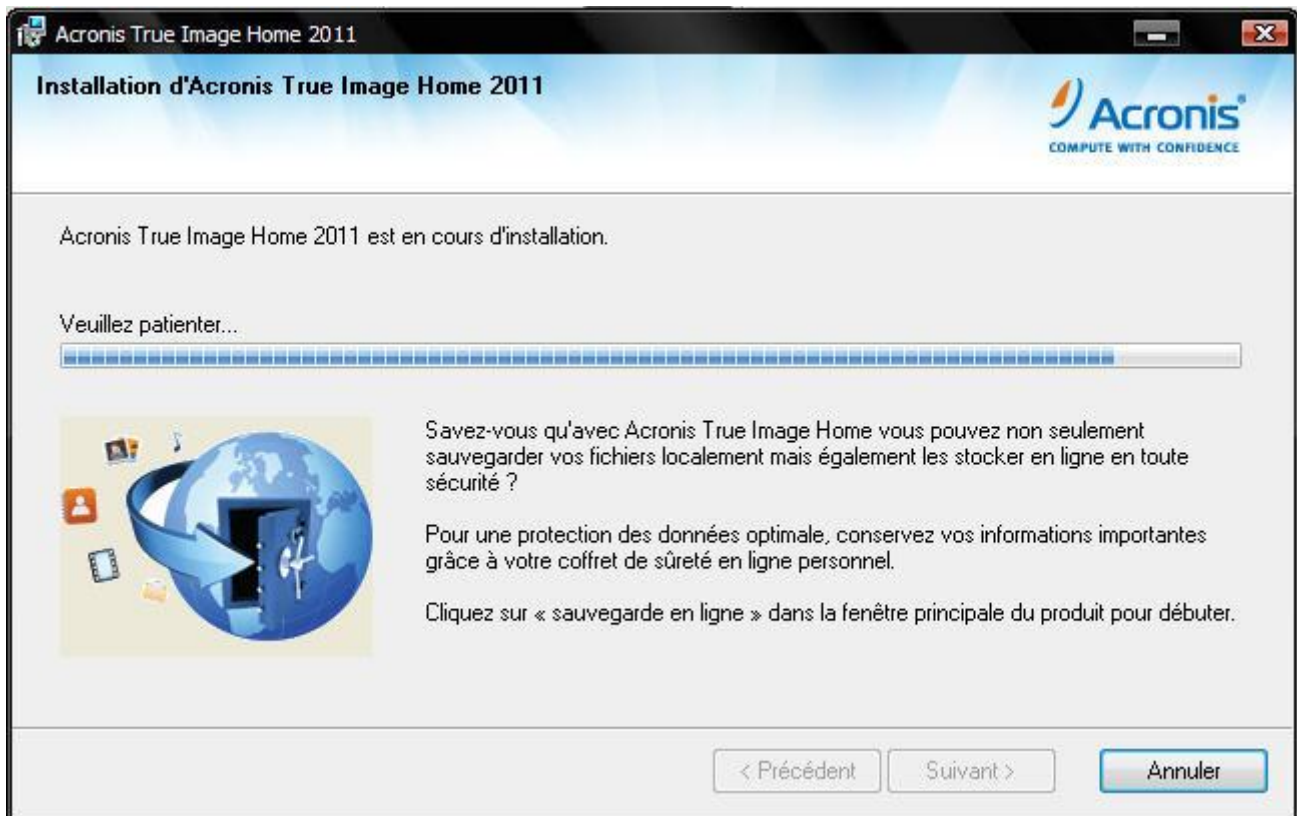 Acronis True Image Home 2011
Installation d'Acronis True Image Home 2011
Acronis
COMPUTE WITH CONFIDENCE
Acronis True Image Home 2011 est en cours d'installation.
Veuillez patienter...
Savez-vous qu'avec Acronis True Image Home vous pouvez non seulement
sauvegarder vos fichiers localement mais également les stocker en ligne en toute
sécurité ?
Pour une protection des données optimale, conservez vos informations importantes
grâce à votre coffret de sûreté en ligne personnel.
Cliquez sur « sauvegarde en ligne » dans la fenêtre principale du produit pour débuter.
< Précédent
Suivant >
Annuler